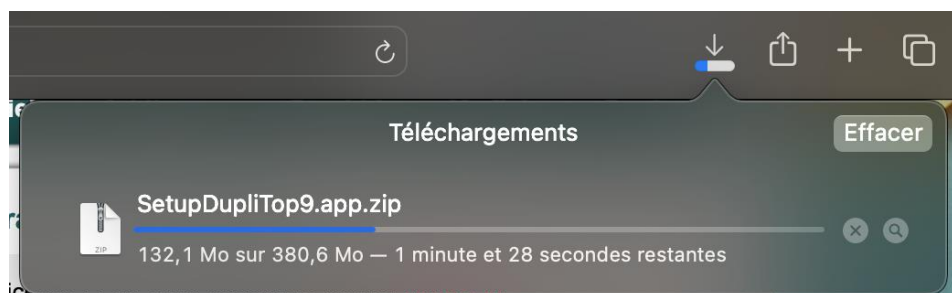 Téléchargements
Effacer
SetupDupliTop9.app.zip
ZIP
132,1 Mo sur 380,6 Mo — 1 minute et 28 secondes restantes